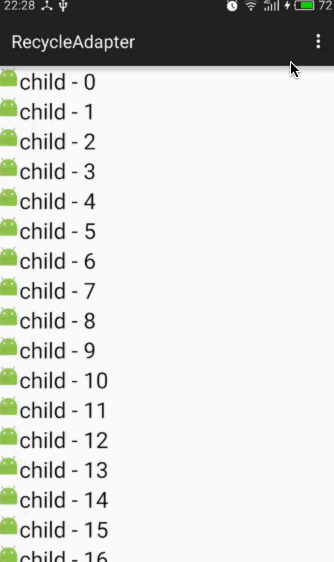 22:28 72
RecycleAdapter
child - 0
child - 1
child - 2
child - 3
child - 4
child - 5
child - 6
child - 7
child - 8
child - 9
child - 10
child - 11
child - 12
child - 13
child - 14
child - 15
child - 16